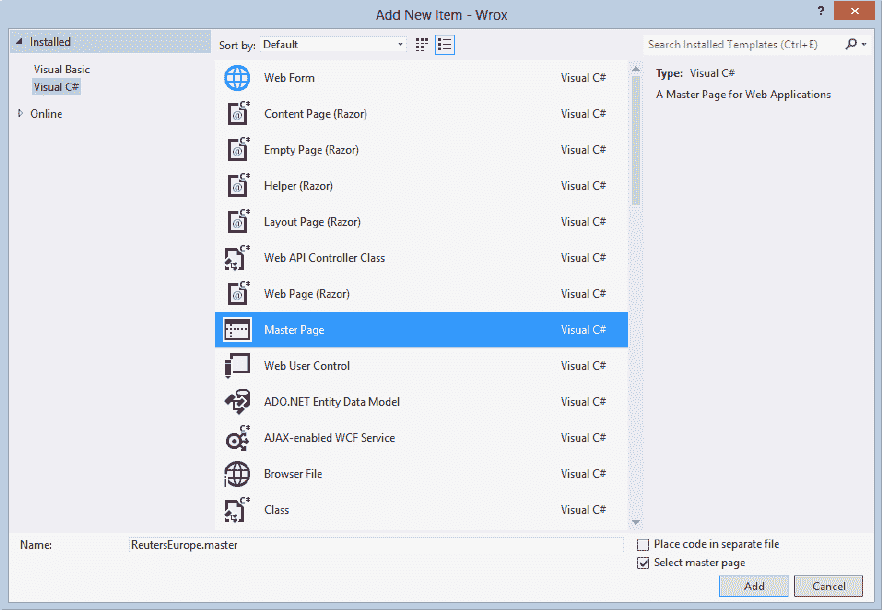 Add New Item - Wrox
?
Installed
Sort by: Default
Search Installed Templates (Ctrl+E)
Visual Basic
Visual C#
Online
Web Form Visual C#
Content Page (Razor) Visual C#
Empty Page (Razor) Visual C#
Helper (Razor) Visual C#
Layout Page (Razor) Visual C#
Web API Controller Class Visual C#
Web Page (Razor) Visual C#
Master Page Visual C#
Web User Control Visual C#
ADO.NET Entity Data Model Visual C#
AJAX-enabled WCF Service Visual C#
Browser File Visual C#
Class Visual C#
Type: Visual C#
A Master Page for Web Applications
Name: ReutersEurope.master
Place code in separate file
Select master page
Add Cancel